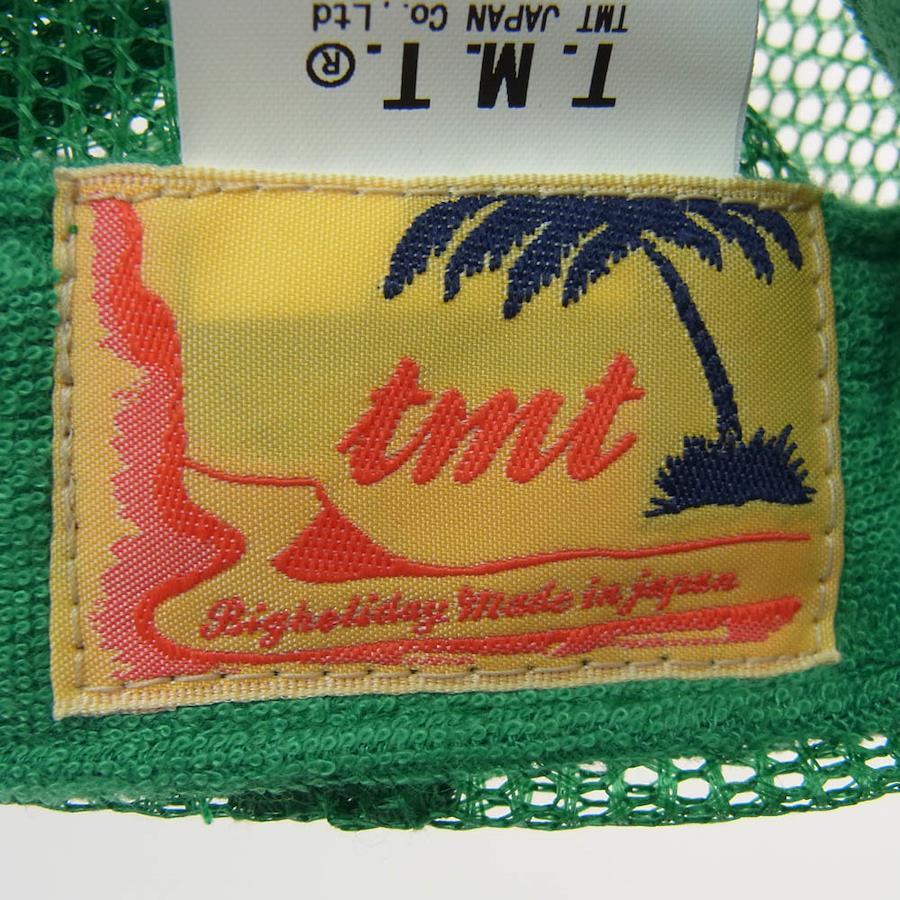 T.M.T.®
TMT JAPAN Co., Ltd
tmt
Bigholiday Made in japan